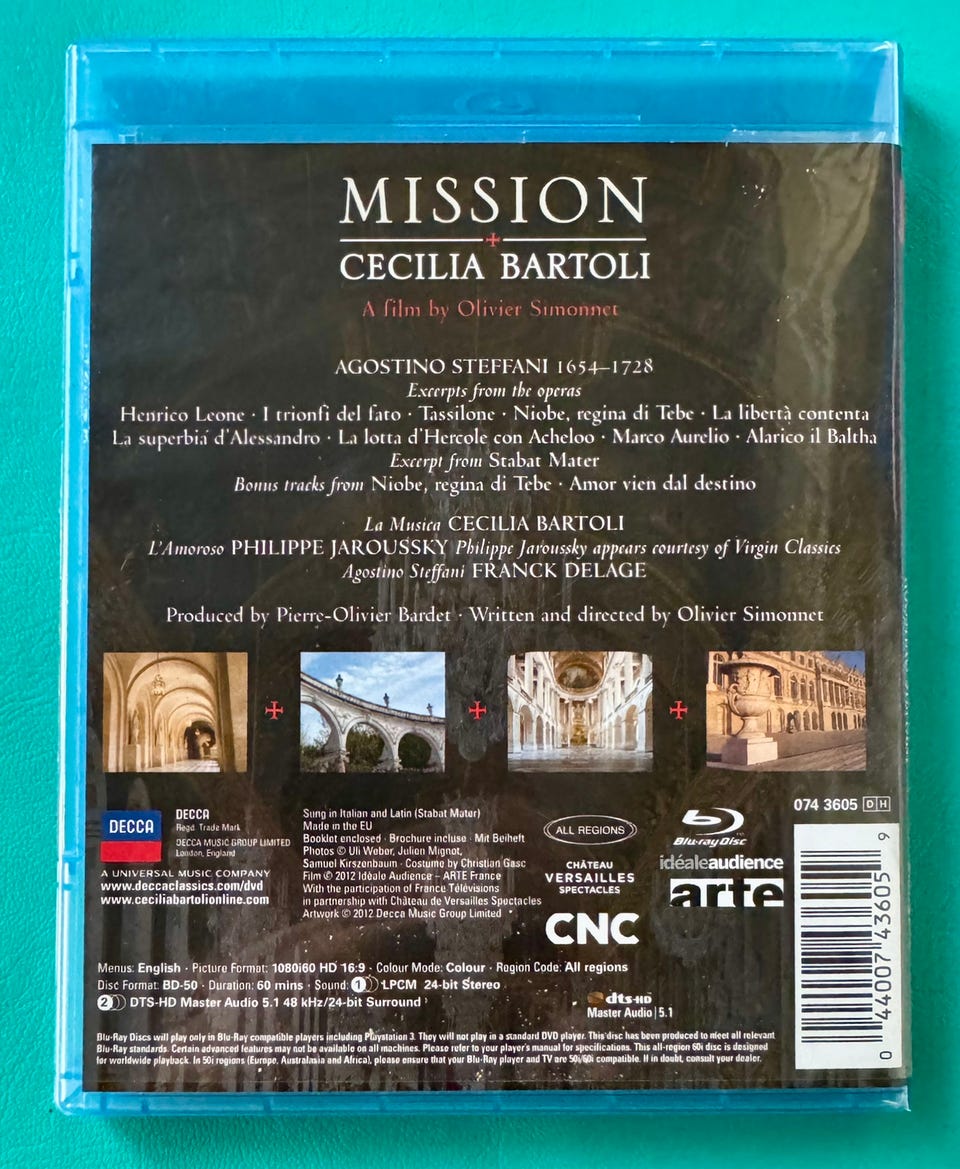 MISSION
CECILIA BARTOLI
A film by Olivier Simonnet
AGOSTINO STEFFANI 1654–1728
Excerpts from the operas
Henrico Leone · I trionfi del fato · Tassilone · Niobe, regina di Tebe · La libertà contenta
La superbia d'Alessandro · La lotta d'Hercole con Acheloo · Marco Aurelio · Alarico il Baltha
Excerpt from Stabat Mater
Bonus tracks from Niobe, regina di Tebe · Amor vien dal destino
La Musica CECILIA BARTOLI
L'Amoroso PHILIPPE JAROUSSKY Philippe Jaroussky appears courtesy of Virgin Classics
Agostino Steffani FRANCK DELAGE
Produced by Pierre-Olivier Bardet · Written and directed by Olivier Simonnet
DECCA
DECCA
Regd. Trade Mark
DECCA MUSIC GROUP LIMITED
London, England
A UNIVERSAL MUSIC COMPANY
www.deccaclassics.com/dvd
www.ceciliabartolionline.com
Sung in Italian and Latin (Stabat Mater)
Made in the EU
Booklet enclosed · Brochure incluse · Mit Beiheft
Photos © Uli Weber, Julien Mignot,
Samuel Kirszenbaum · Costume by Christian Gasc
Film ℗ 2012 Idéale Audience – ARTE France
With the participation of France Télévisions
in partnership with Château de Versailles Spectacles
Artwork © 2012 Decca Music Group Limited
ALL REGIONS
CHÂTEAU
VERSAILLES
SPECTACLES
CNC
Blu-ray Disc
idéaleaudience
arte
074 3605 DH
0 44007 43605 9
Menus: English · Picture Format: 1080i60 HD 16:9 · Colour Mode: Colour · Region Code: All regions
Disc Format: BD-50 · Duration: 60 mins · Sound: 1 LPCM 24-bit Stereo
2 DTS-HD Master Audio 5.1 48 kHz/24-bit Surround
dts-HD
Master Audio | 5.1
Blu-Ray Discs will play only in Blu-Ray compatible players including Playstation 3. They will not play in a standard DVD player. This disc has been produced to meet all relevant
Blu-Ray standards. Certain advanced features may not be available on all machines. Please refer to your player's manual for specifications. This all-region 60i disc is designed
for worldwide playback. In 50i regions (Europe, Australasia and Africa), please ensure that your Blu-Ray player and TV are 50i/60i compatible. If in doubt, consult your dealer.